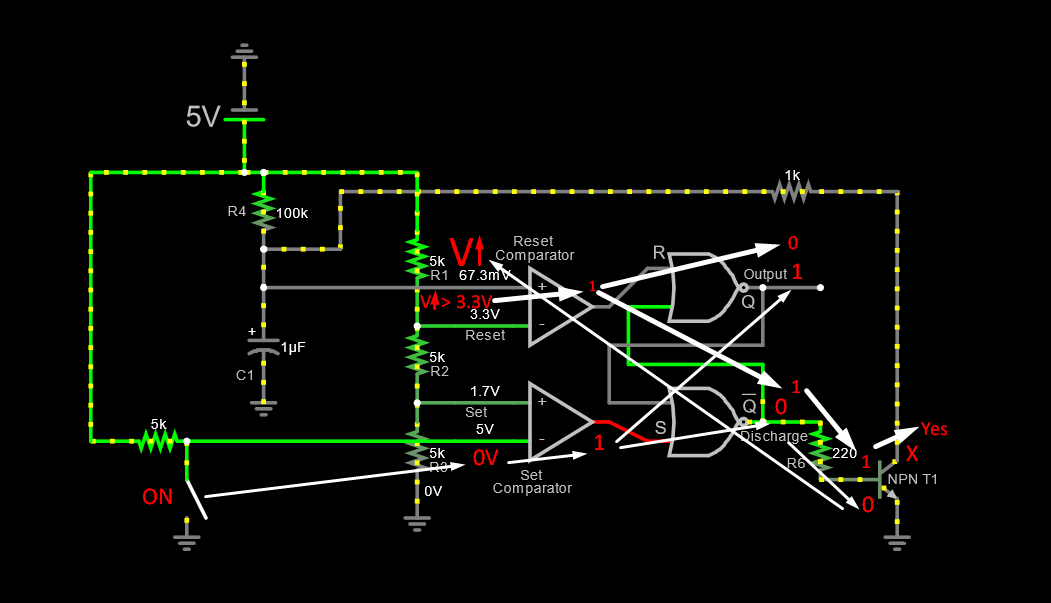 5V
R4
100k
1k
5k
R1
V
67.3mV
V > 3.3V
Reset
Comparator
+
-
1
R
0
Output 1
Q
3.3V
Reset
+
1µF
C1
5k
R2
1.7V
Set
5V
0V
+
-
1
Set
Comparator
S
1
Q
0
Discharge
5k
ON
5k
R3
0V
R6
220
1
0
X
Yes
NPN T1